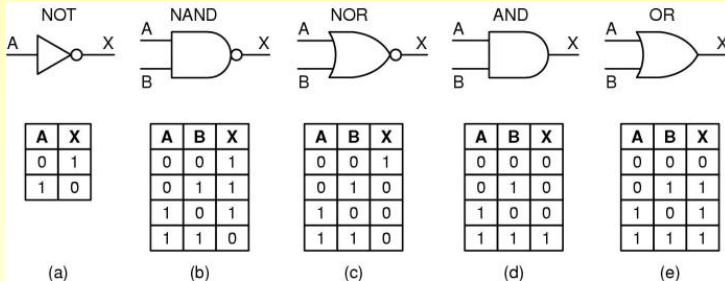 NOT NAND NOR AND OR
A X A B X A B X A B X A B X
A X A B X A B X A B X A B X
0 1 0 0 1 0 0 1 0 0 0 0 0 0
1 0 0 1 1 0 1 0 0 1 0 0 1 1
1 0 1 1 0 0 1 0 0 1 0 1
1 1 0 1 1 0 1 1 1 1 1 1
(a) (b) (c) (d) (e)